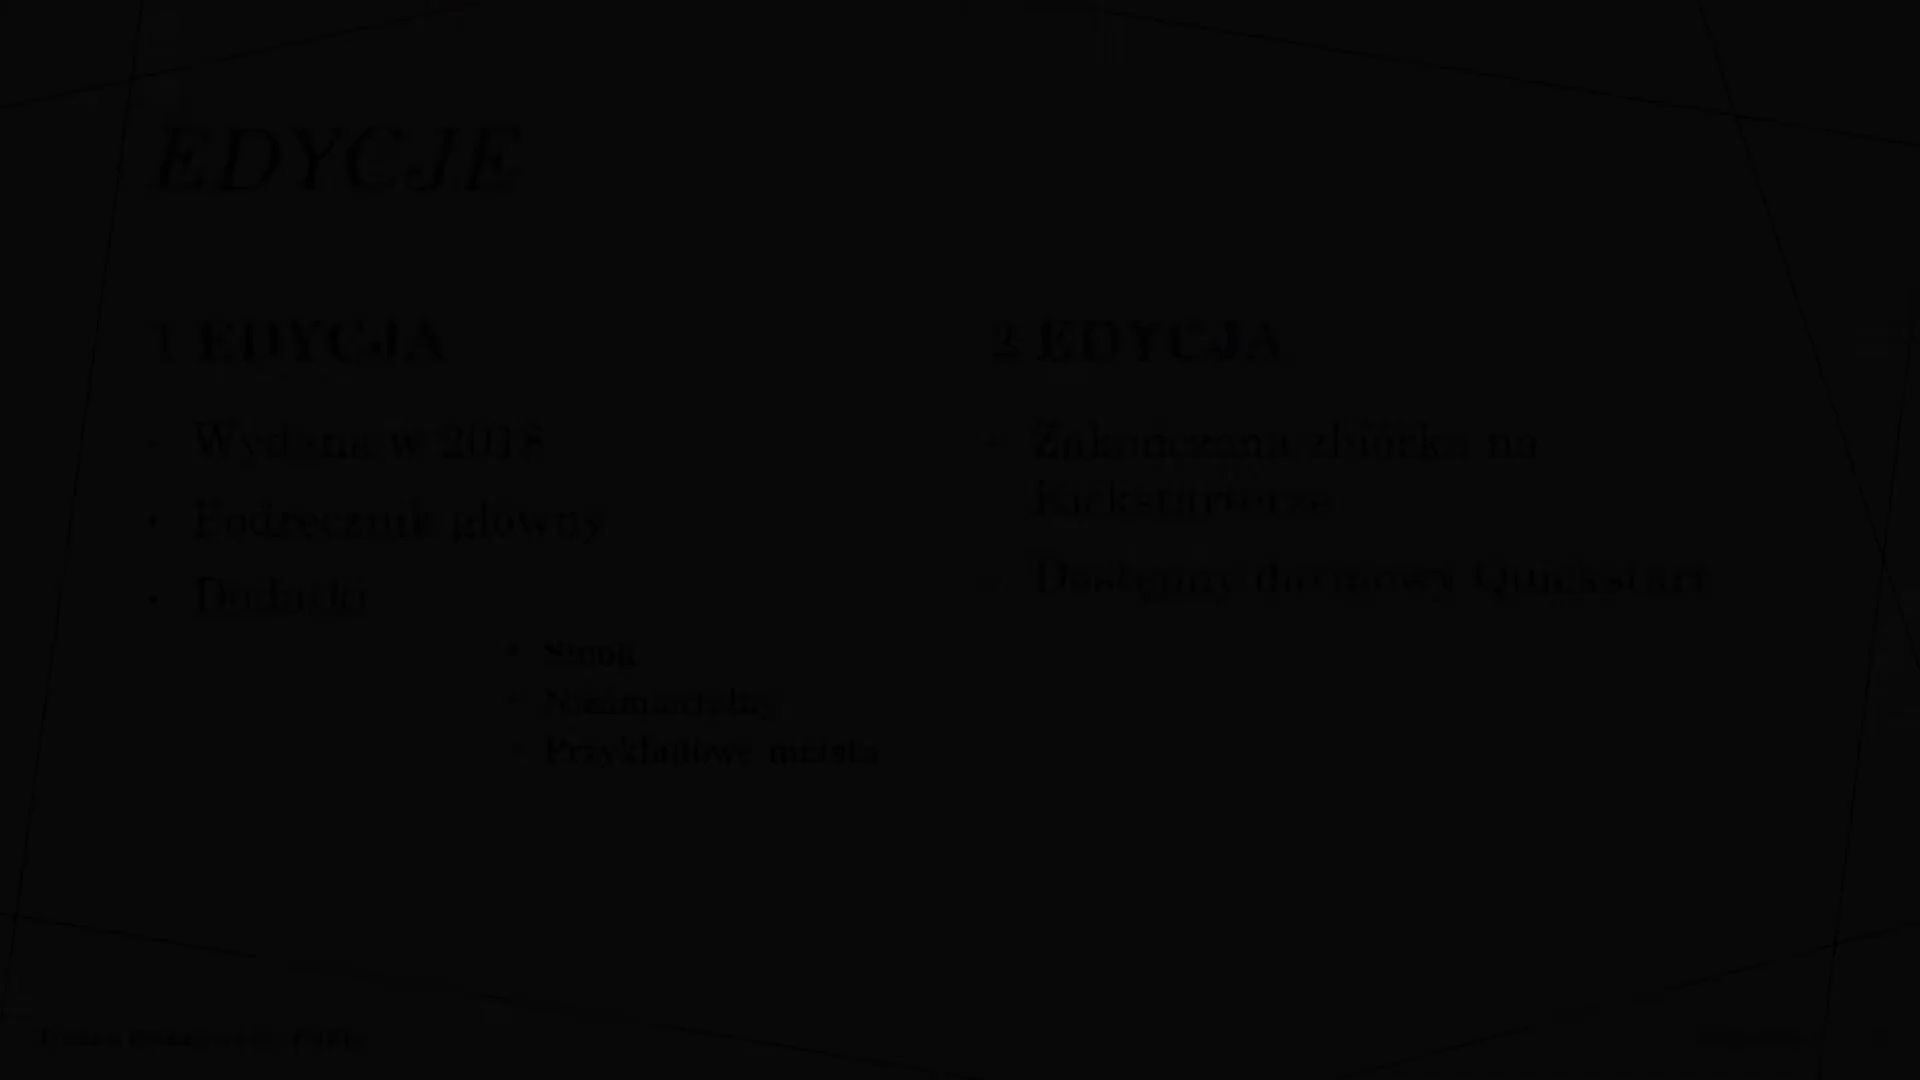 EDYCJE
1 EDYCJA
Wydana w 2018
Podręcznik główny
Dodatki
Smog
Nieśmiertelny
Przykładowe miasta
2 EDYCJA
Zakończona zbiórka na
Kickstarterze
Dostępny darmowy Quickstart